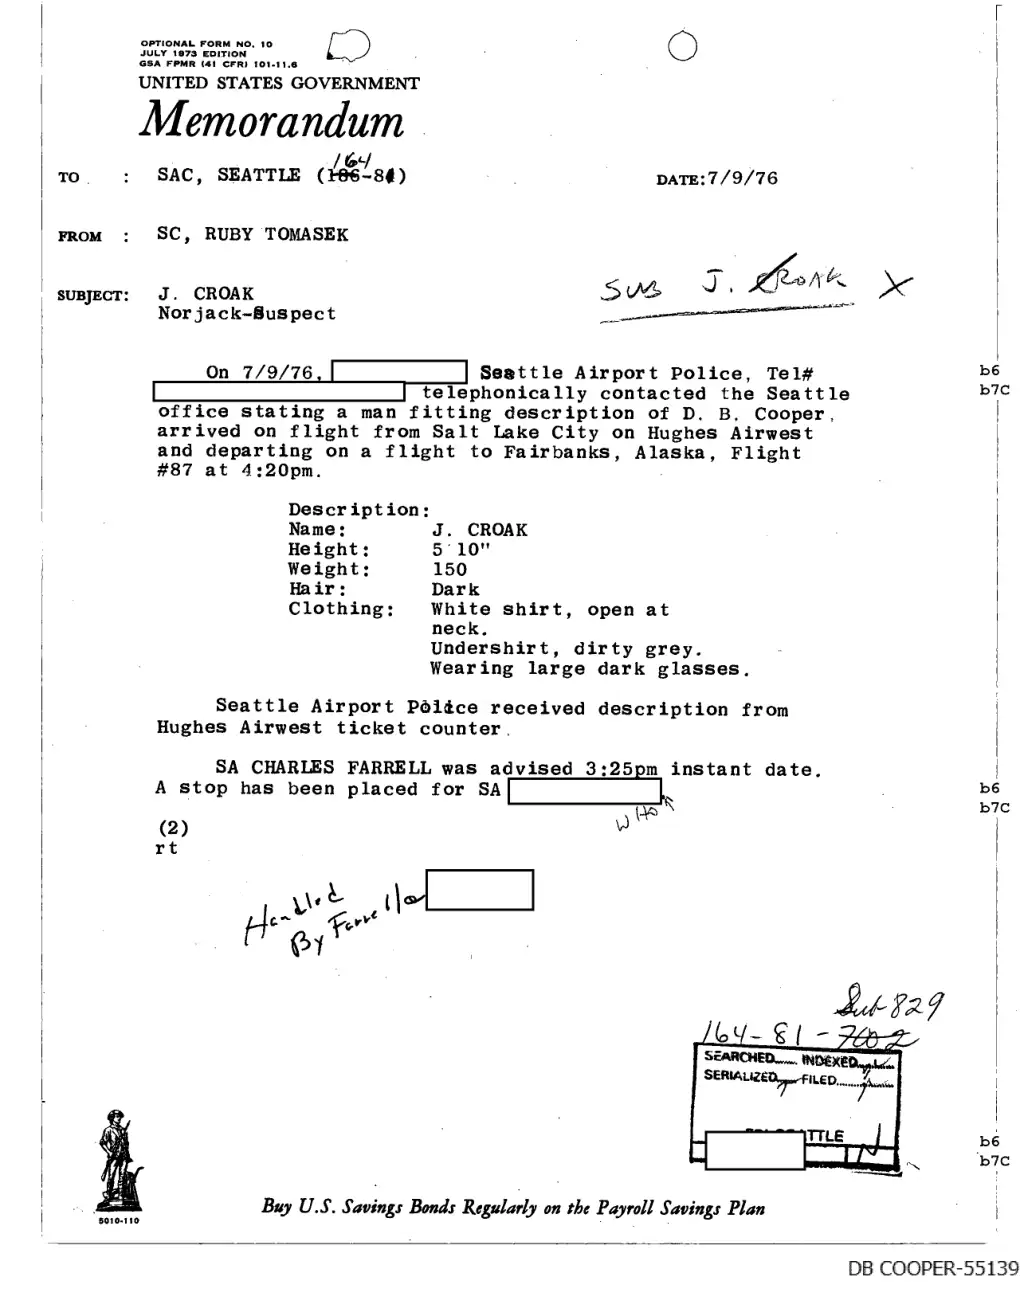 OPTIONAL FORM NO. 10
JULY 1973 EDITION
GSA FPMR (41 CFR) 101-11.6
UNITED STATES GOVERNMENT
Memorandum
TO : SAC, SEATTLE (186-81) 164
DATE: 7/9/76
FROM : SC, RUBY TOMASEK
SUBJECT: J. CROAK
Norjack-Suspect
SUB J. CROAK X
On 7/9/76, Seattle Airport Police, Tel#
telephonically contacted the Seattle
office stating a man fitting description of D. B. Cooper,
arrived on flight from Salt Lake City on Hughes Airwest
and departing on a flight to Fairbanks, Alaska, Flight
#87 at 4:20pm.
b6
b7C
Description:
Name: J. CROAK
Height: 5'10"
Weight: 150
Hair: Dark
Clothing: White shirt, open at
neck.
Undershirt, dirty grey.
Wearing large dark glasses.
Seattle Airport Police received description from
Hughes Airwest ticket counter.
SA CHARLES FARRELL was advised 3:25pm instant date.
A stop has been placed for SA
b6
b7C
WHO
(2)
rt
Handled
By Farrell
Sub 829
164-81-7002
SEARCHED INDEXED
SERIALIZED FILED
TTLE
b6
b7C
5010-110
Buy U.S. Savings Bonds Regularly on the Payroll Savings Plan
DB COOPER-55139